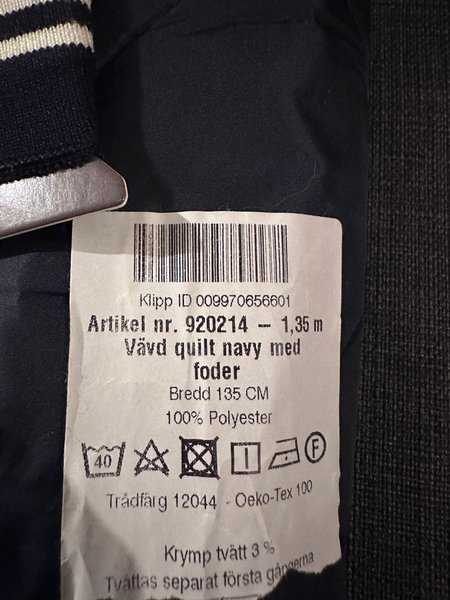 Klipp ID 009970656601
Artikel nr. 920214 — 1,35 m
Vävd quilt navy med
foder
Bredd 135 CM
100% Polyester
40 F
Trådfärg 12044 - Oeko-Tex 100
Krymp tvätt 3 %
Tvättas separat första gångerna